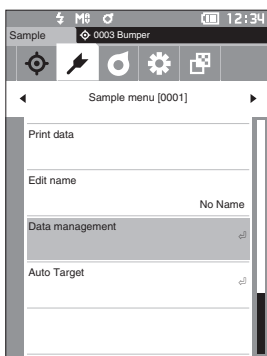 12:34
Sample 0003 Bumper
Sample menu [0001]
Print data
Edit name
No Name
Data management
Auto Target